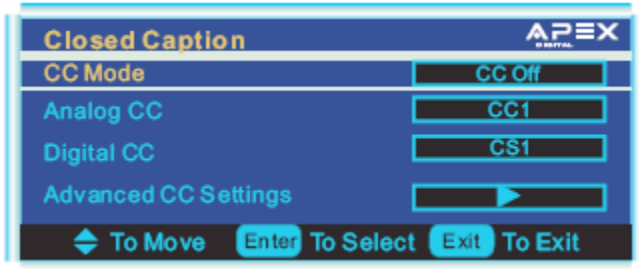 Closed Caption APEX
DIGITAL
CC Mode CC Off
Analog CC CC1
Digital CC CS1
Advanced CC Settings
To Move Enter To Select Exit To Exit